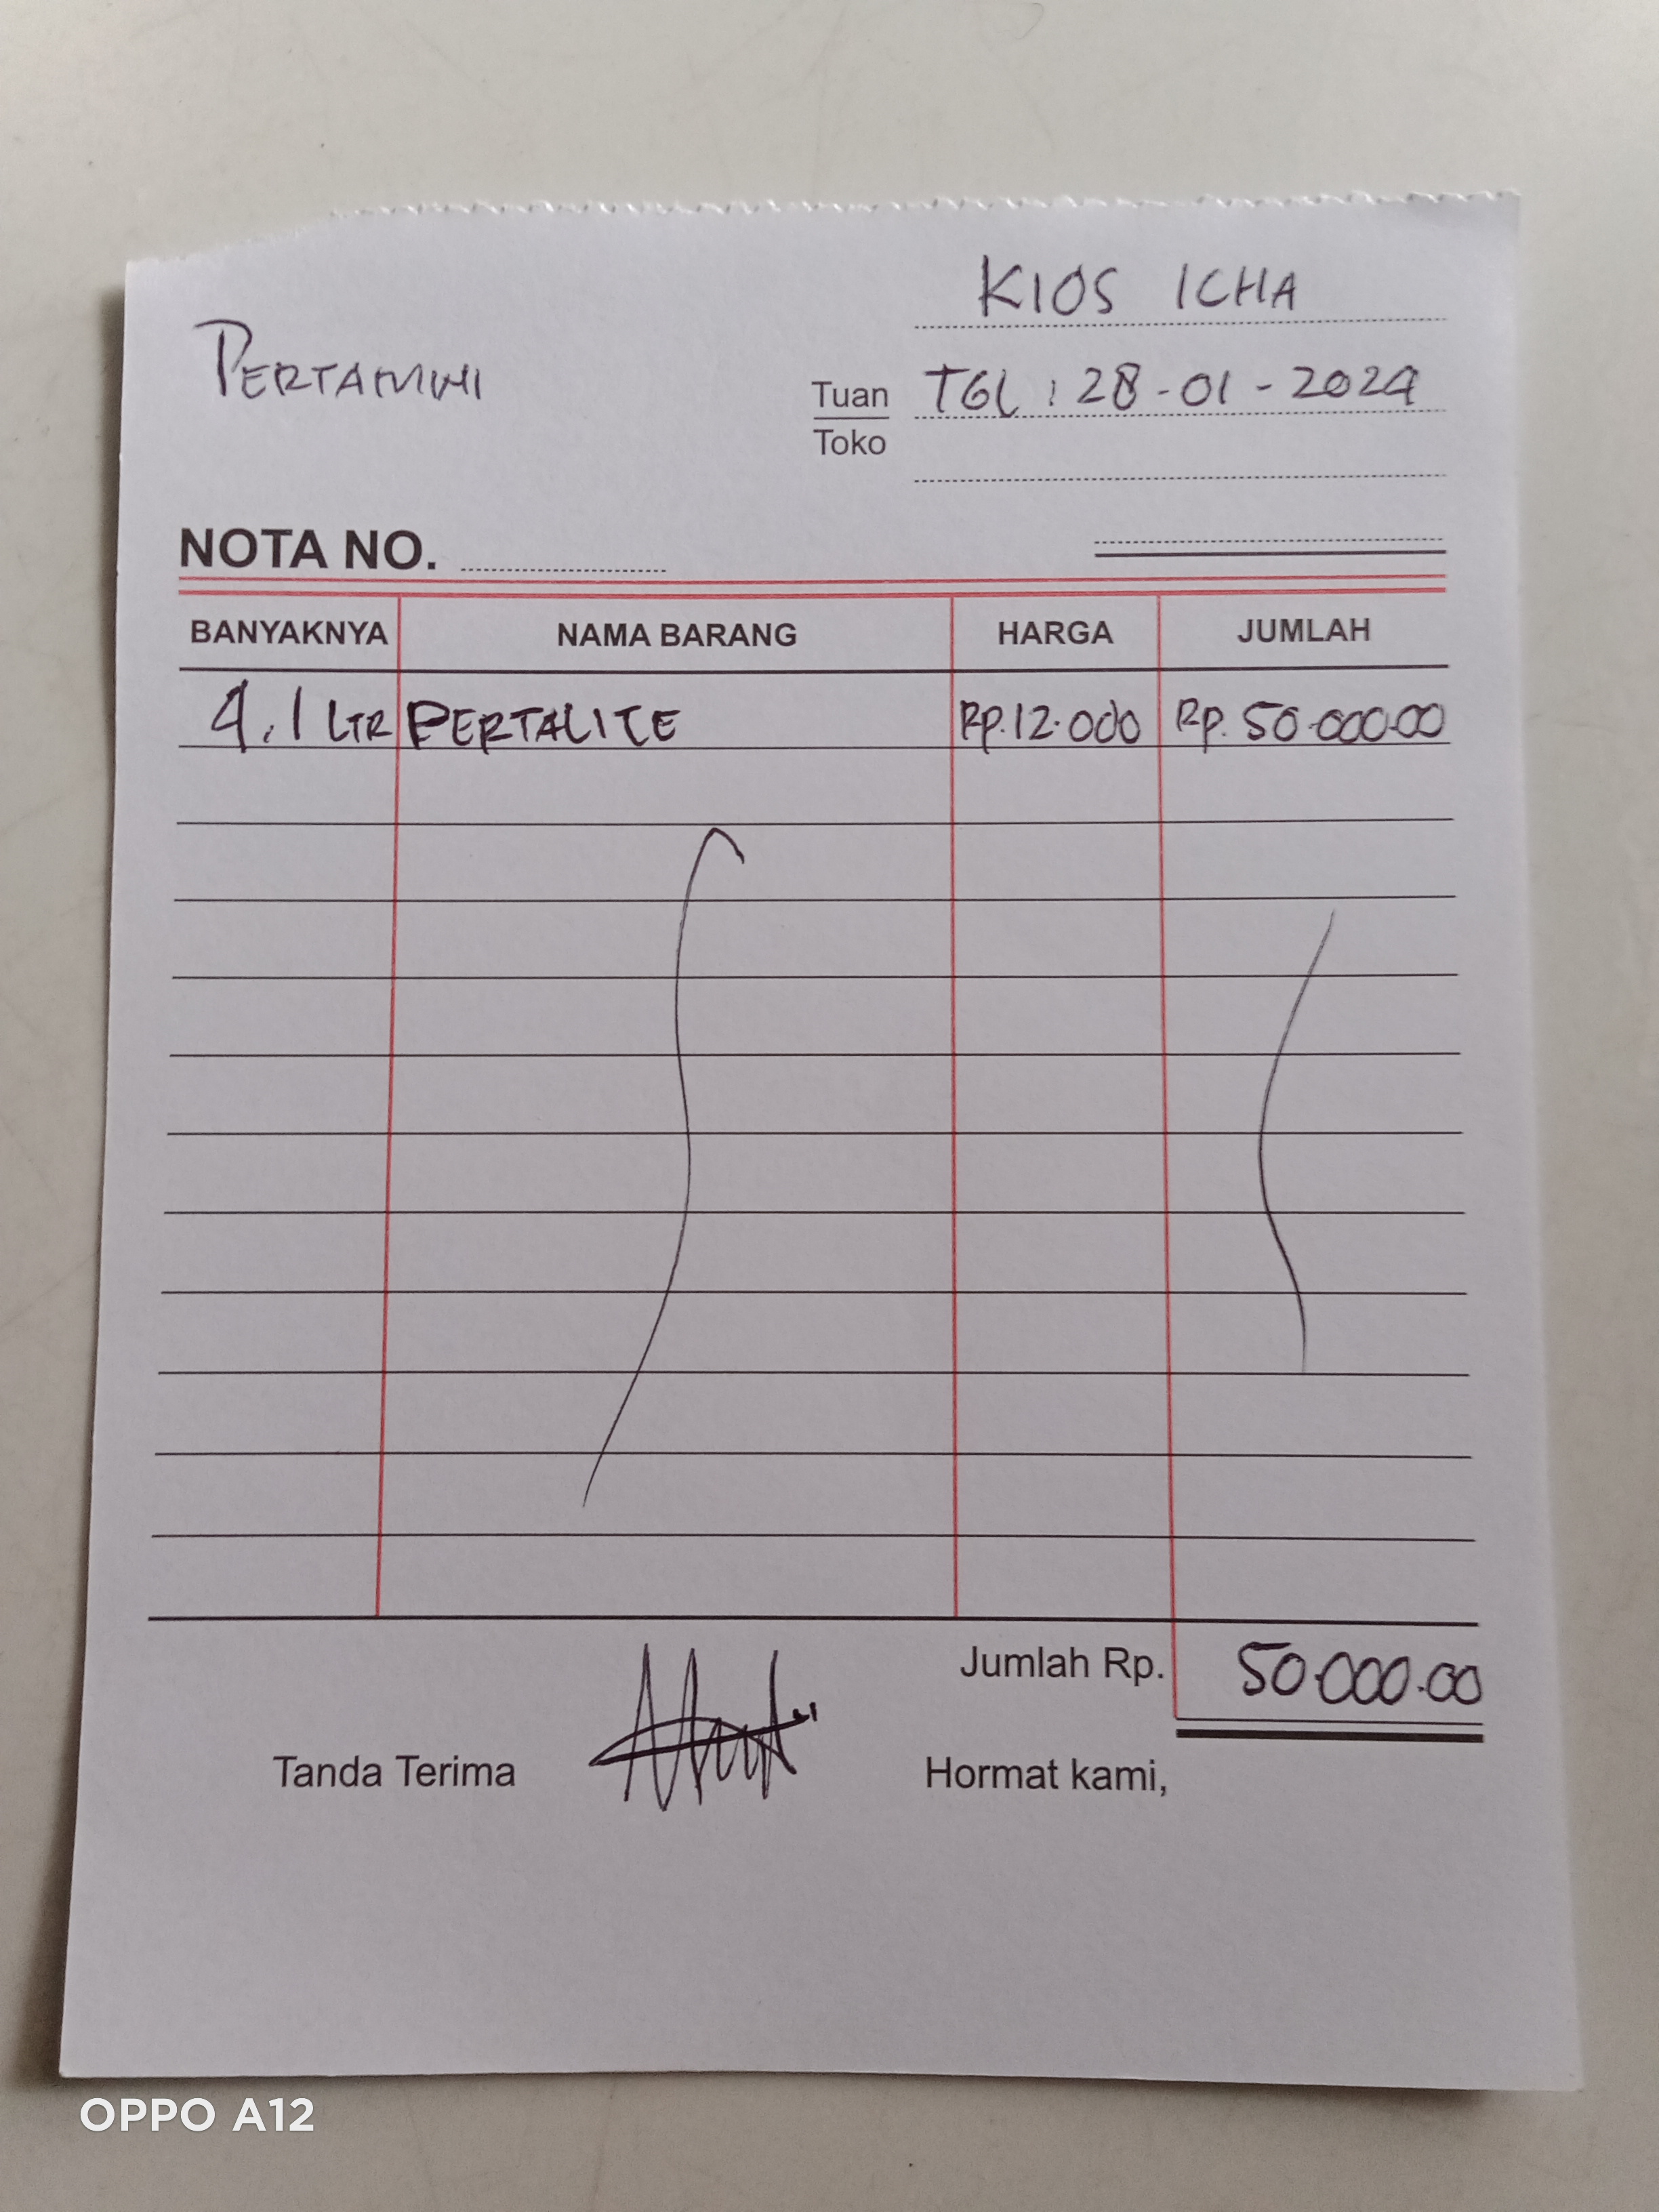 KIOS ICHA
PERTAMINI
Tuan
TGL : 28-01-2024
Toko
NOTA NO.
BANYAKNYA NAMA BARANG HARGA JUMLAH
4,1 LTR PERTALITE Rp.12.000 Rp. 50.000.00
Jumlah Rp. 50.000.00
Tanda Terima Hormat kami,
OPPO A12